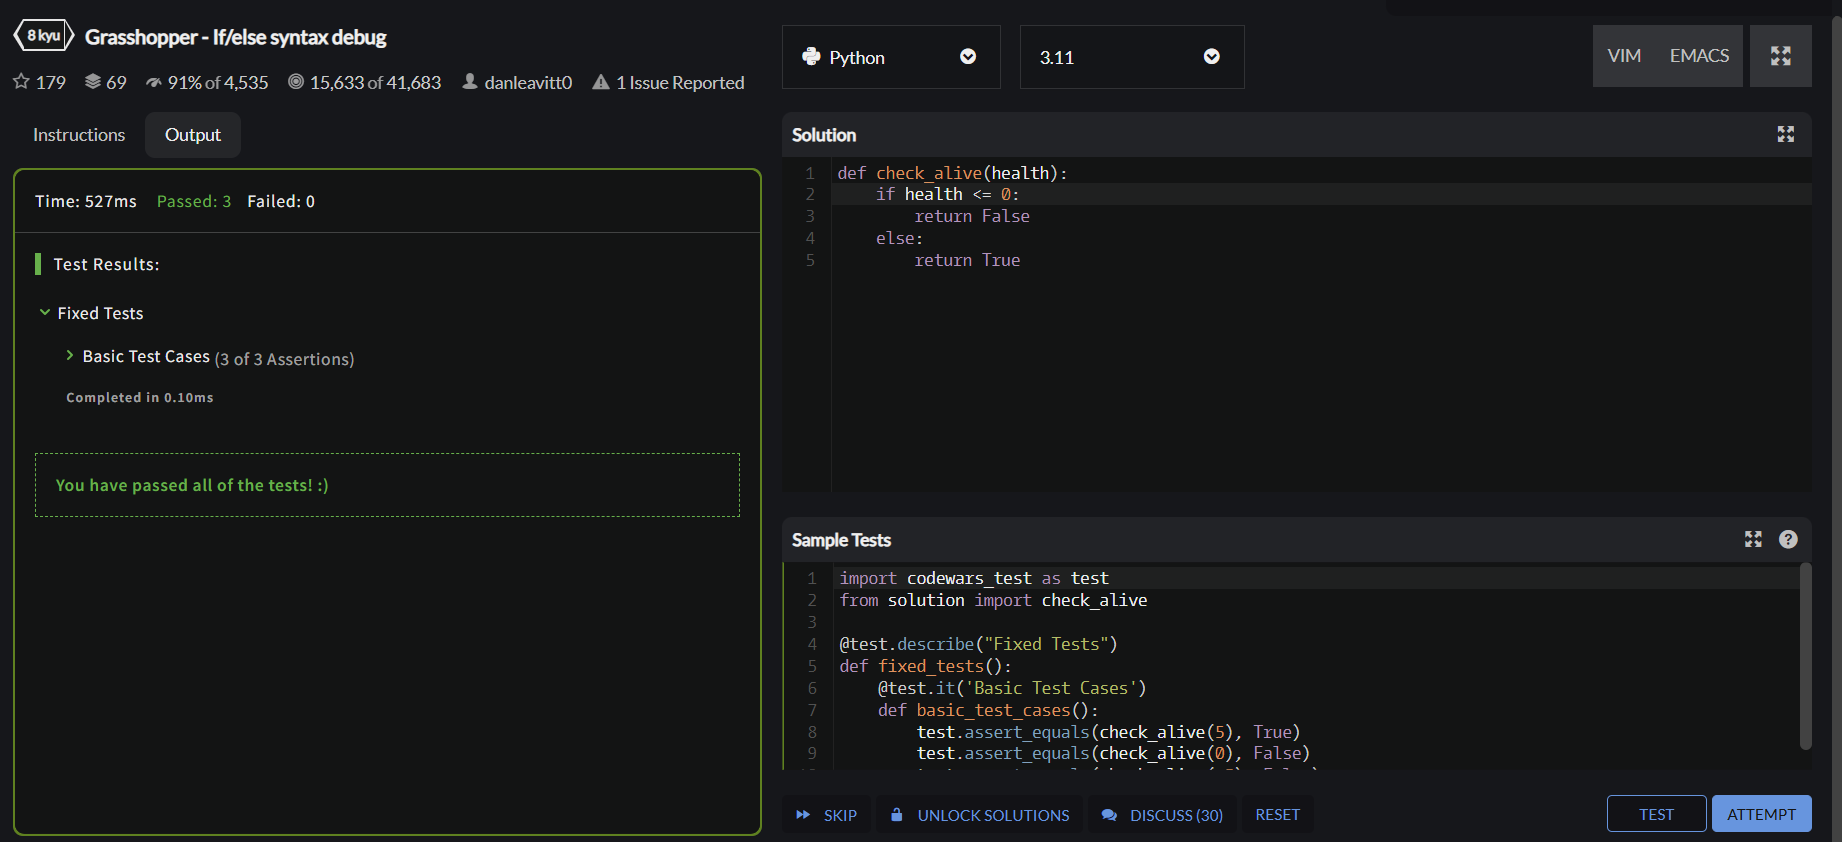 8 kyu Grasshopper - If/else syntax debug
179 69 91% of 4,535 15,633 of 41,683 danleavitt0 1 Issue Reported
Instructions Output
Time: 527ms Passed: 3 Failed: 0
Test Results:
Fixed Tests
Basic Test Cases (3 of 3 Assertions)
Completed in 0.10ms
You have passed all of the tests! :)
Python 3.11 VIM EMACS
Solution
1 def check_alive(health):
2     if health <= 0:
3         return False
4     else:
5         return True
Sample Tests ?
1 import codewars_test as test
2 from solution import check_alive
3
4 @test.describe("Fixed Tests")
5 def fixed_tests():
6     @test.it('Basic Test Cases')
7     def basic_test_cases():
8         test.assert_equals(check_alive(5), True)
9         test.assert_equals(check_alive(0), False)
SKIP UNLOCK SOLUTIONS DISCUSS (30) RESET TEST ATTEMPT